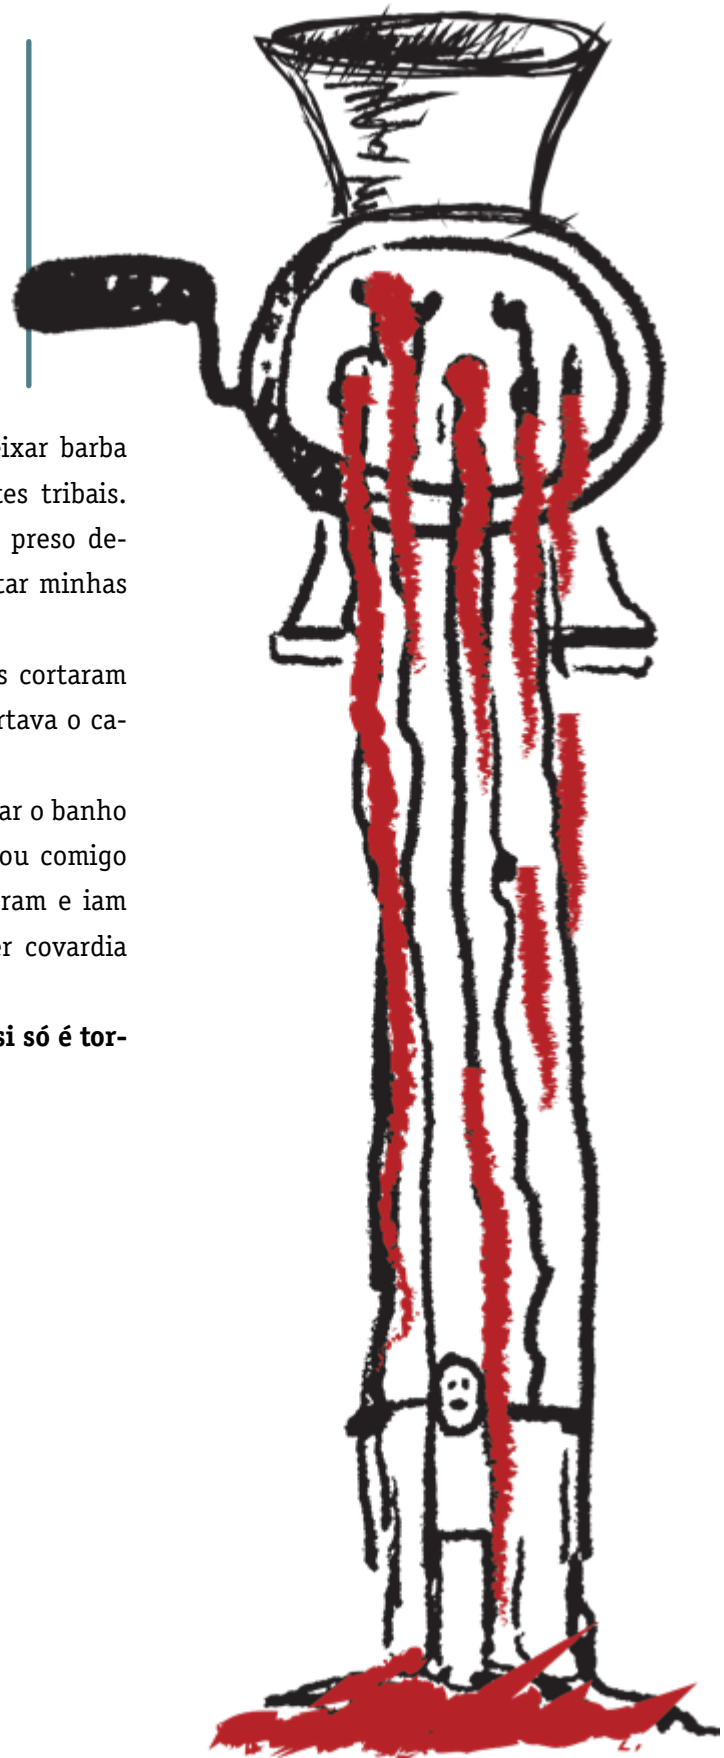 ixar barba
tes tribais.
preso de-
tar minhas
s cortaram
rtava o ca-
ar o banho
ou comigo
ram e iam
er covardia
si só é tor-